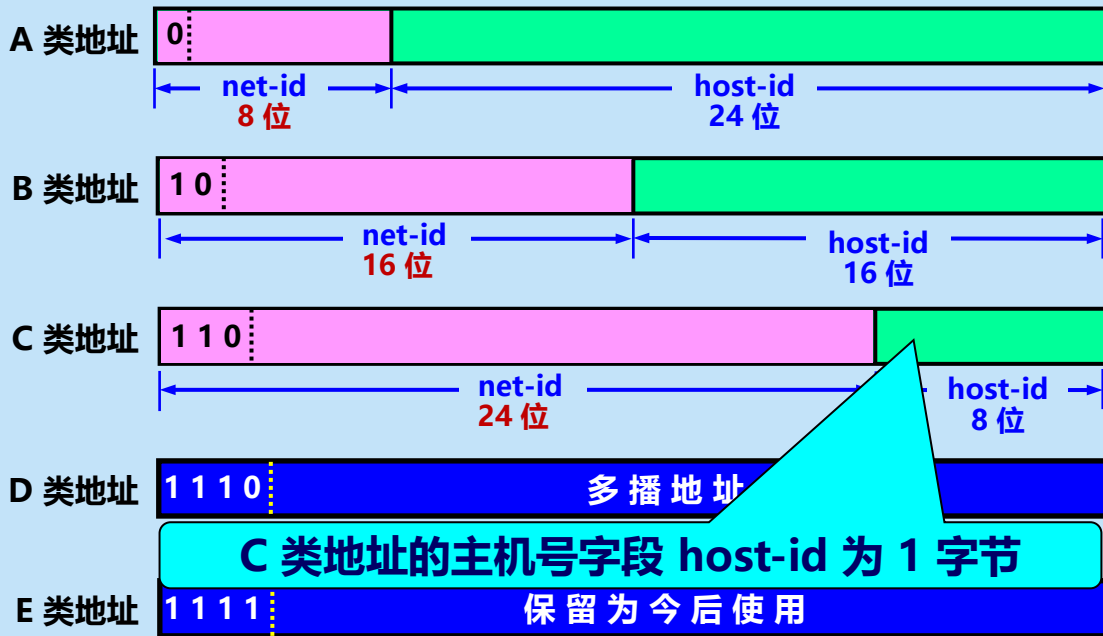 A 类地址 0
net-id host-id
8 位 24 位
B 类地址 1 0
net-id host-id
16 位 16 位
C 类地址 1 1 0
net-id host-id
24 位 8 位
D 类地址 1 1 1 0 多 播 地 址
C 类地址的主机号字段 host-id 为 1 字节
E 类地址 1 1 1 1 保 留 为 今 后 使 用